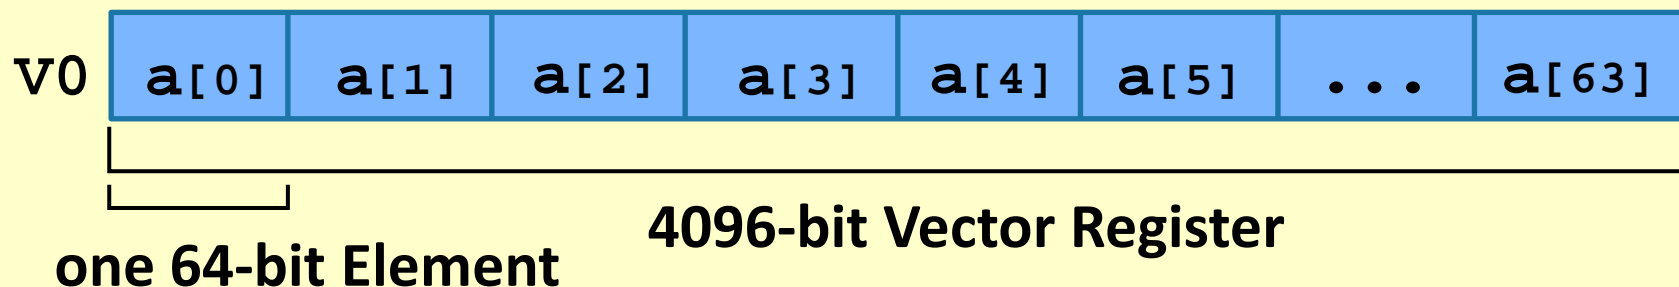 v0 a[0] a[1] a[2] a[3] a[4] a[5] ... a[63]
4096-bit Vector Register
one 64-bit Element